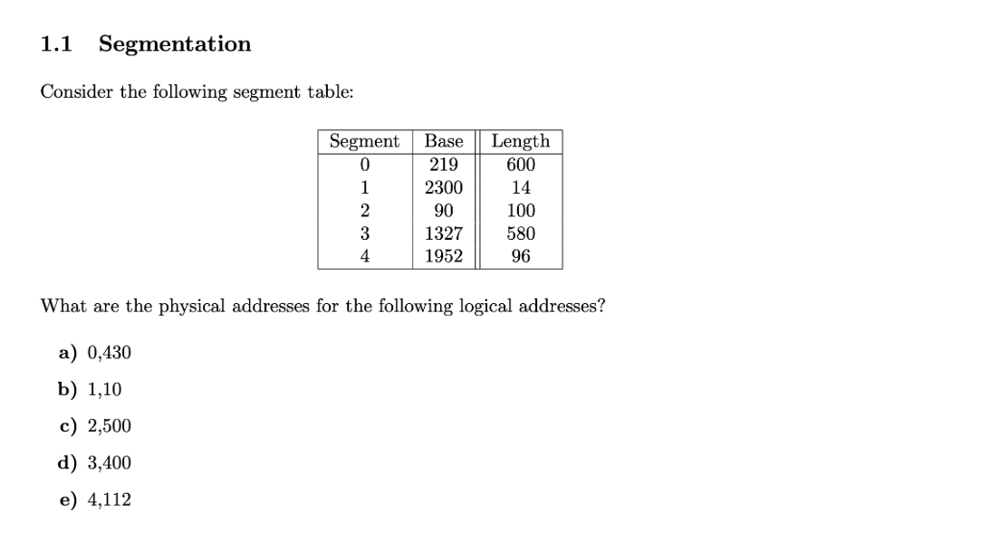 1.1 Segmentation
Consider the following segment table:
Segment Base Length
0 219 600
1 2300 14
2 90 100
3 1327 580
4 1952 96
What are the physical addresses for the following logical addresses?
a) 0,430
b) 1,10
c) 2,500
d) 3,400
e) 4,112